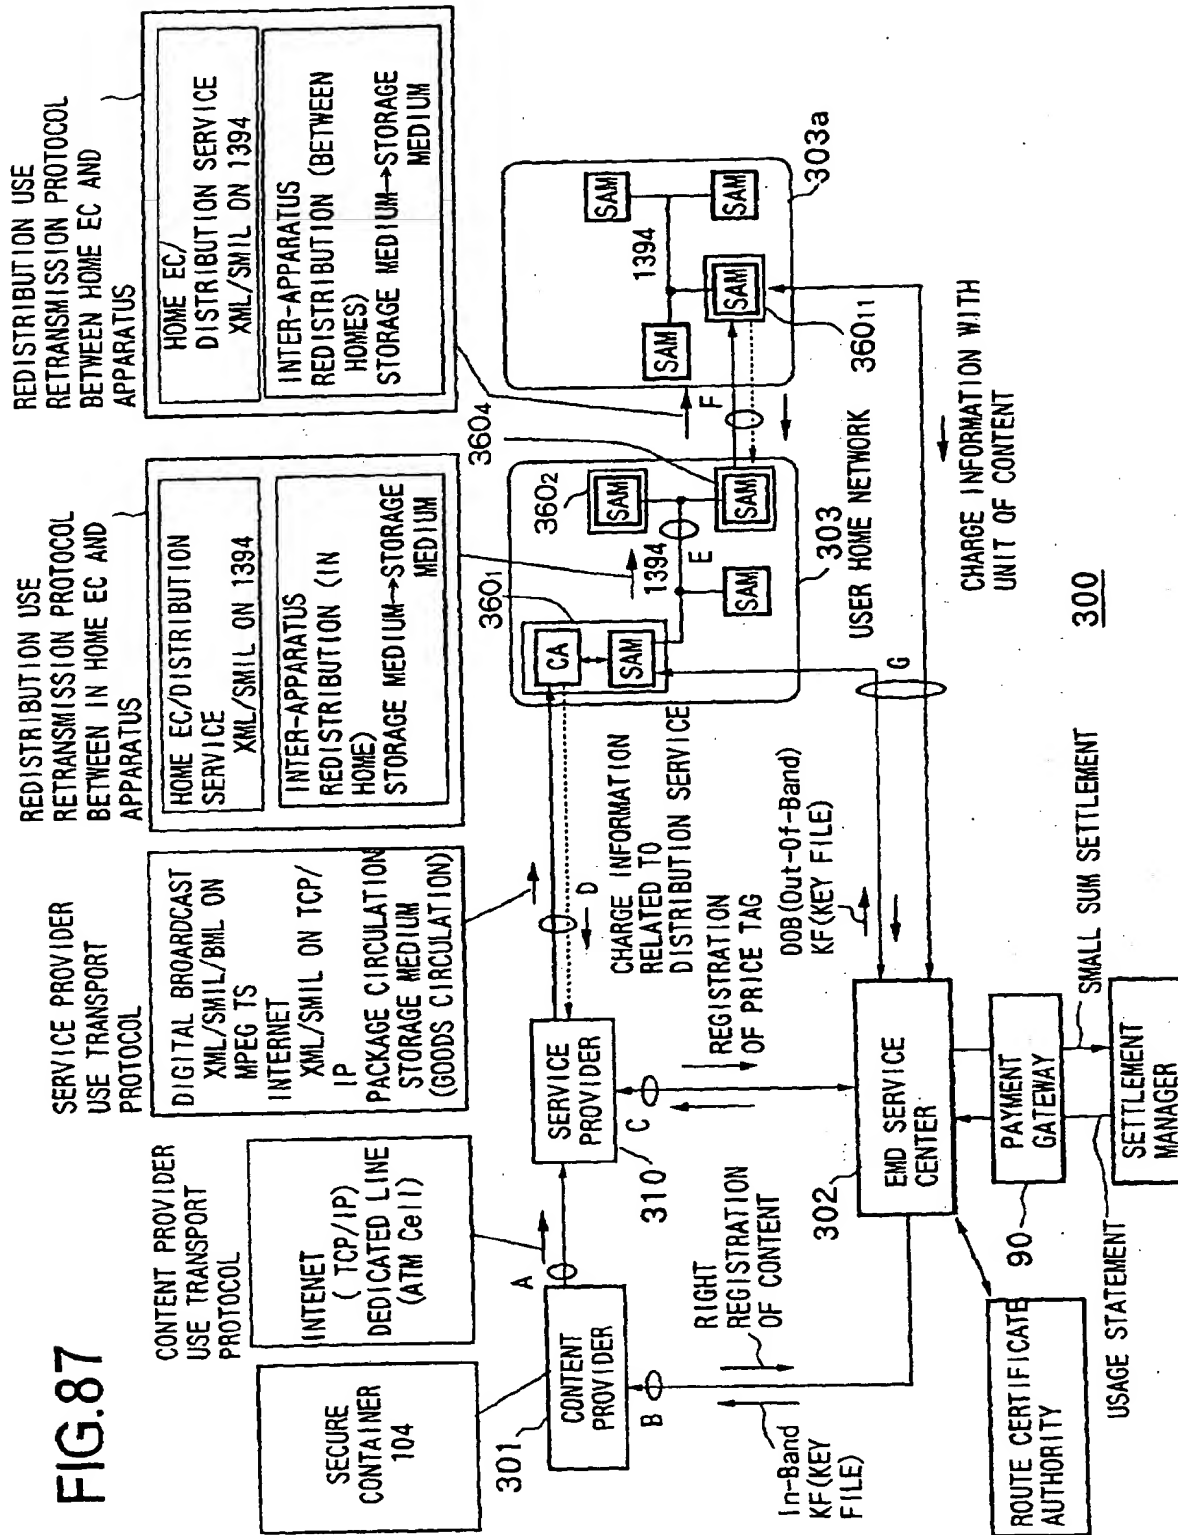 FIG.87
CONTENT PROVIDER
USE TRANSPORT
PROTOCOL
SERVICE PROVIDER
USE TRANSPORT
PROTOCOL
REDISTRIBUTION USE
RETRANSMISSION PROTOCOL
BETWEEN IN HOME EC AND
APPARATUS
REDISTRIBUTION USE
RETRANSMISSION PROTOCOL
BETWEEN HOME EC AND
APPARATUS
SECURE
CONTAINER
104
INTENET
( TCP/IP)
DEDICATED LINE
(ATM Cell)
DIGITAL BROARDCAST
XML/SMIL/BML ON
MPEG TS
INTERNET
XML/SMIL ON TCP/
IP
PACKAGE CIRCULATION
STORAGE MEDIUM
(GOODS CIRCULATION)
HOME EC/DISTRIBUTION
SERVICE
XML/SMIL ON 1394
INTER-APPARATUS
REDISTRIBUTION (IN
HOME)
STORAGE MEDIUM→STORAGE
MEDIUM
HOME EC/
DISTRIBUTION SERVICE
XML/SMIL ON 1394
INTER-APPARATUS
REDISTRIBUTION (BETWEEN
HOMES)
STORAGE MEDIUM→STORAGE
MEDIUM
301
CONTENT
PROVIDER
A
SERVICE
PROVIDER
310
D
CHARGE INFORMATION
RELATED TO
DISTRIBUTION SERVICE
3601
CA
SAM
1394
E
3602
SAM
SAM
SAM
3604
303
F
SAM
1394
SAM
SAM
SAM
36011
303a
USER HOME NETWORK
B
In-Band
KF(KEY
FILE)
RIGHT
REGISTRATION
OF CONTENT
C
REGISTRATION
OF PRICE TAG
OOB(Out-Of-Band)
KF(KEY FILE)
G
CHARGE INFORMATION WITH
UNIT OF CONTENT
302
EMD SERVICE
CENTER
300
ROUTE CERTIFICATE
AUTHORITY
90
PAYMENT
GATEWAY
USAGE STATEMENT
SMALL SUM SETTLEMENT
SETTLEMENT
MANAGER